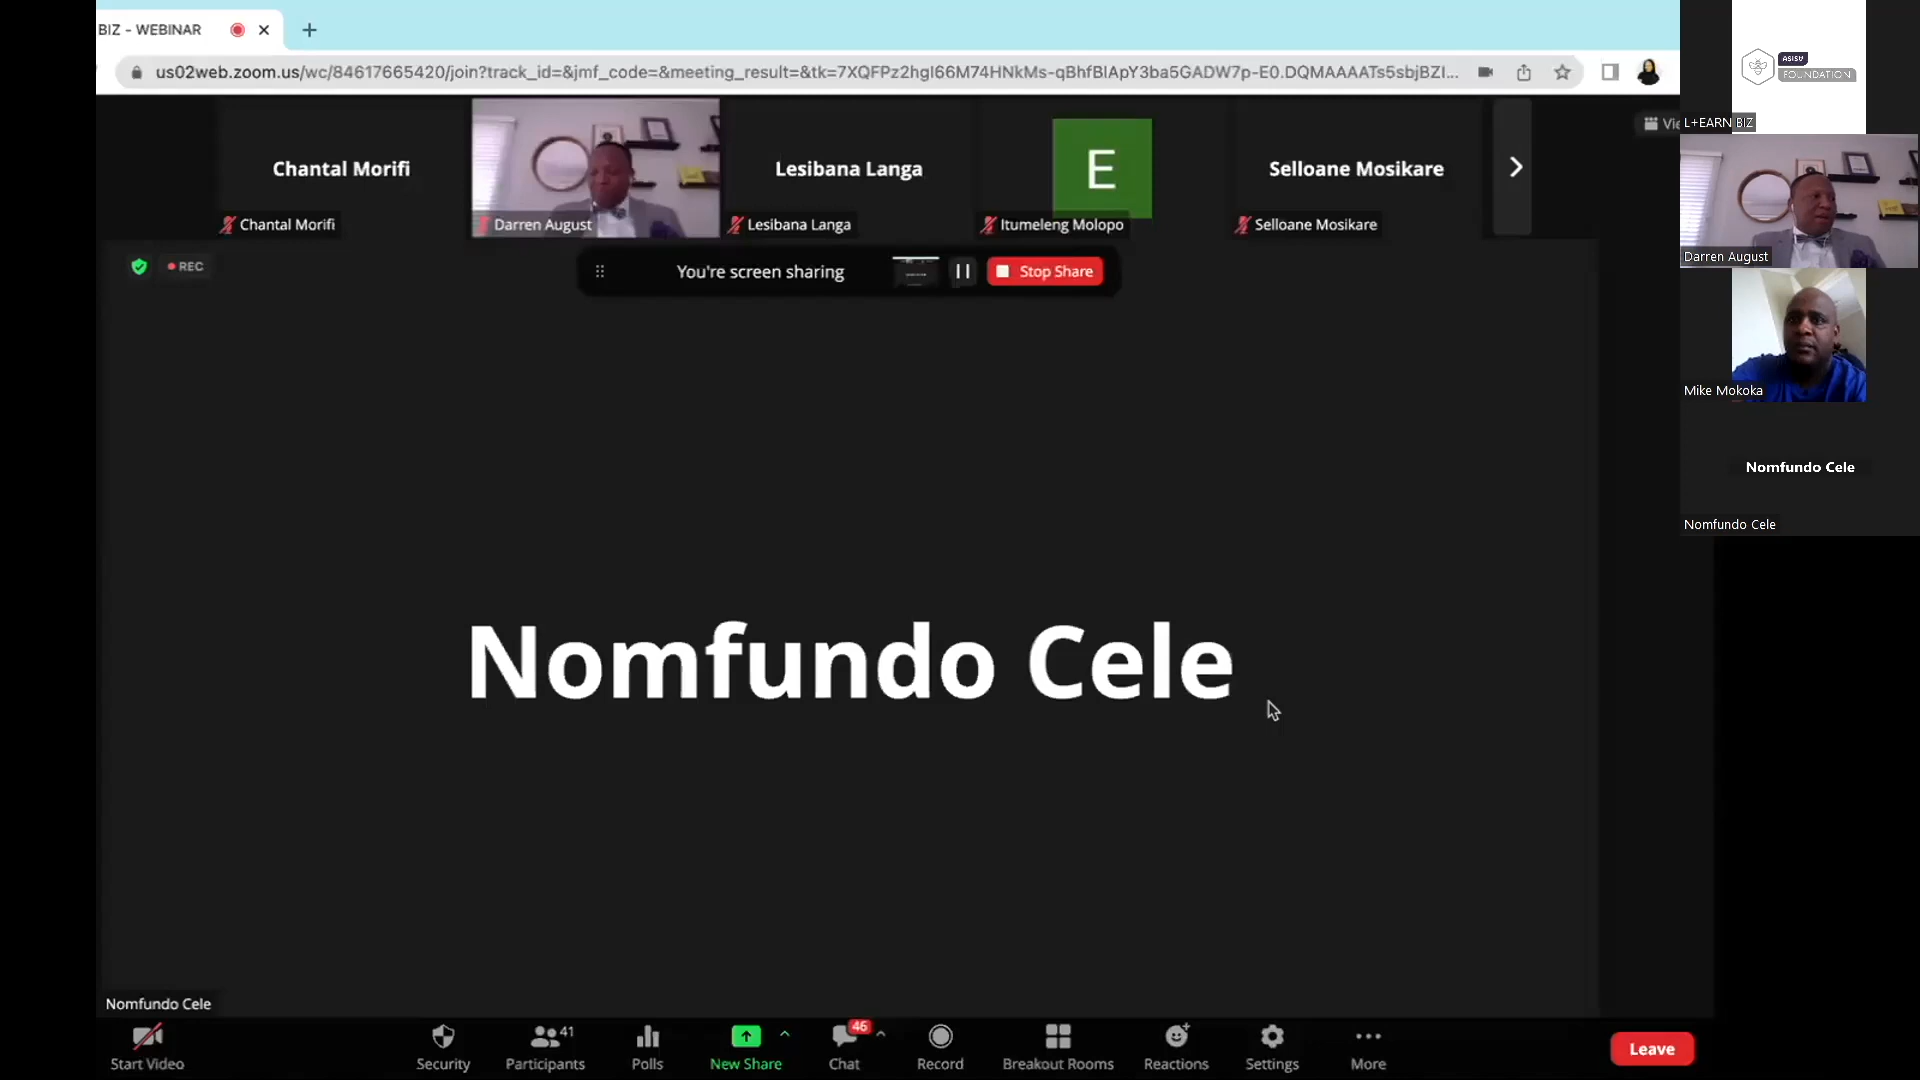 BIZ - WEBINAR
us02web.zoom.us/wc/84617665420/join?track_id=&jmf_code=&meeting_result=&tk=7XQFPz2hgI66M74HNkMs-qBhfBIApY3ba5GADW7p-E0.DQMAAAATs5sbjBZI...
Chantal Morifi
Lesibana Langa
E
Selloane Mosikare
Chantal Morifi
Darren August
Lesibana Langa
Itumeleng Molopo
Selloane Mosikare
REC
You're screen sharing
Stop Share
Nomfundo Cele
Nomfundo Cele
Start Video
Security
41
Participants
Polls
New Share
46
Chat
Record
Breakout Rooms
Reactions
Settings
More
Leave
ASISA
FOUNDATION
L+EARN BIZ
Darren August
Mike Mokoka
Nomfundo Cele
Nomfundo Cele